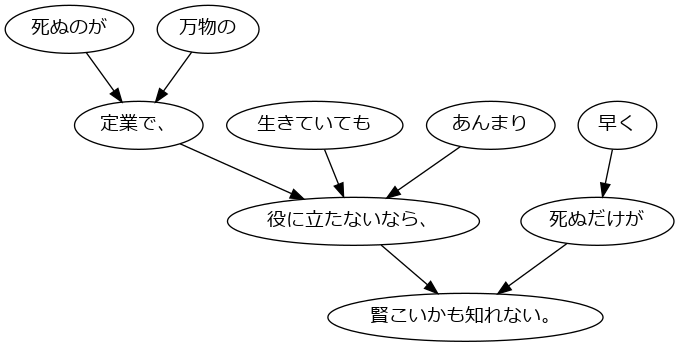 死ぬのが
万物の
定業で、
生きていても
あんまり
早く
役に立たないなら、
死ぬだけが
賢こいかも知れない。